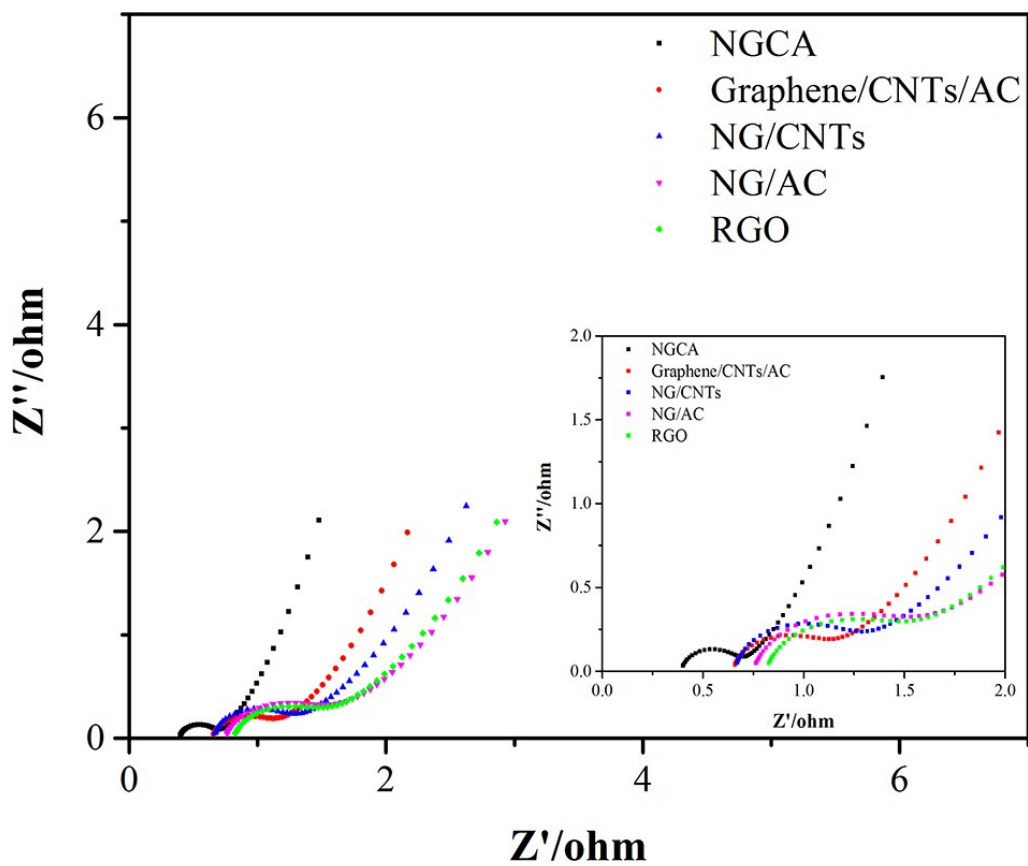 NGCA
Graphene/CNTs/AC
NG/CNTs
NG/AC
RGO
6
4
2
0
Z''/ohm
0
2
4
6
Z'/ohm
2.0
1.5
1.0
0.5
0.0
Z''/ohm
NGCA
Graphene/CNTs/AC
NG/CNTs
NG/AC
RGO
0.0
0.5
1.0
1.5
2.0
Z'/ohm